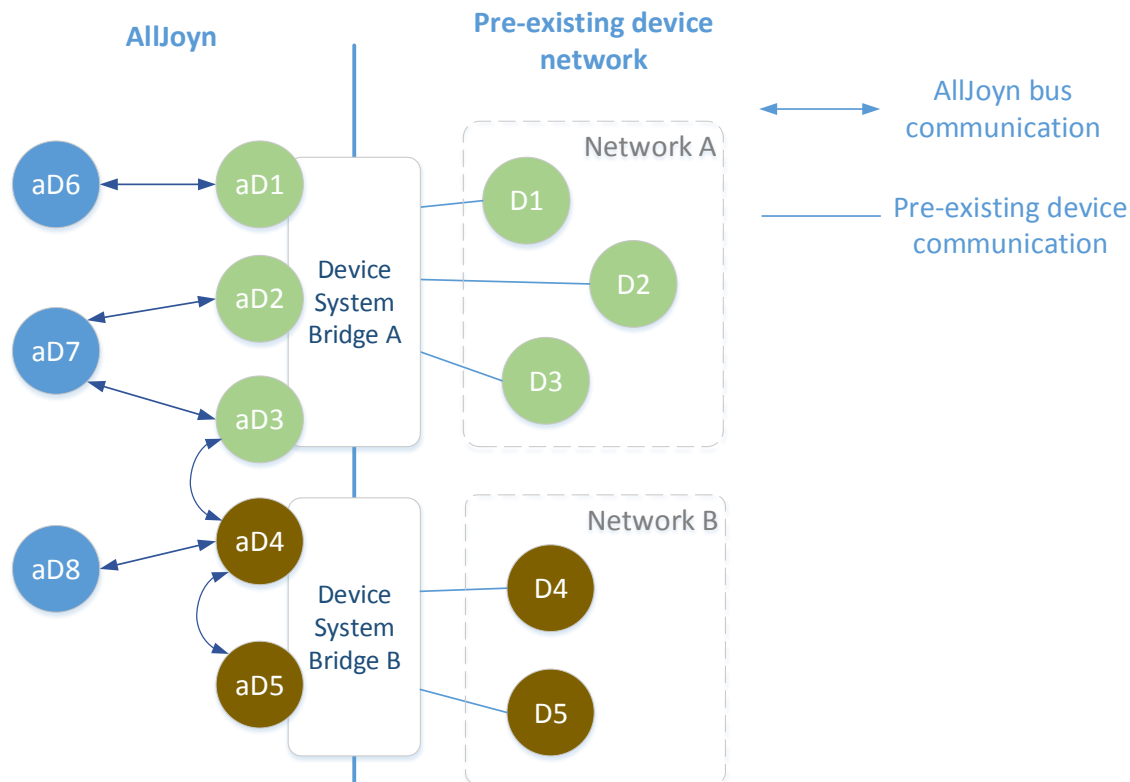 AllJoyn
Pre-existing device
network
AllJoyn bus
communication
Pre-existing device
communication
Network A
aD6
aD1
D1
aD2
D2
Device
System
Bridge A
aD7
D3
aD3
Network B
aD4
aD8
D4
Device
System
Bridge B
aD5
D5